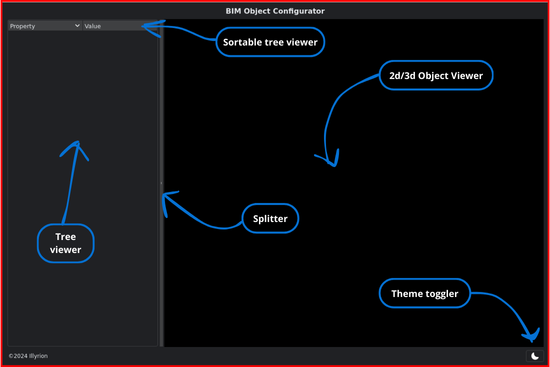 BIM Object Configurator
Property Value
Sortable tree viewer
2d/3d Object Viewer
Splitter
Tree
viewer
Theme toggler
©2024 Illyrion